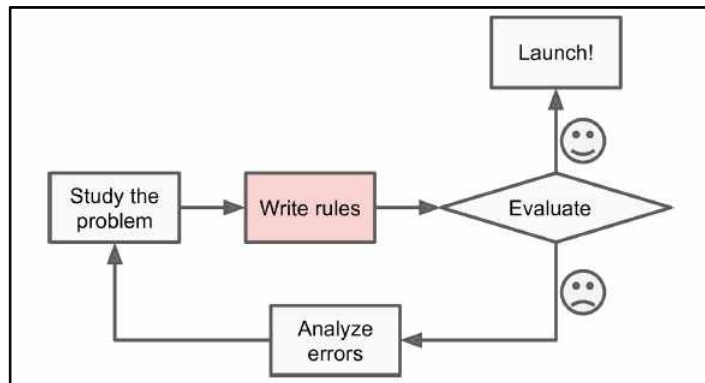 Launch!
Study the
problem
Write rules
Evaluate
Analyze
errors